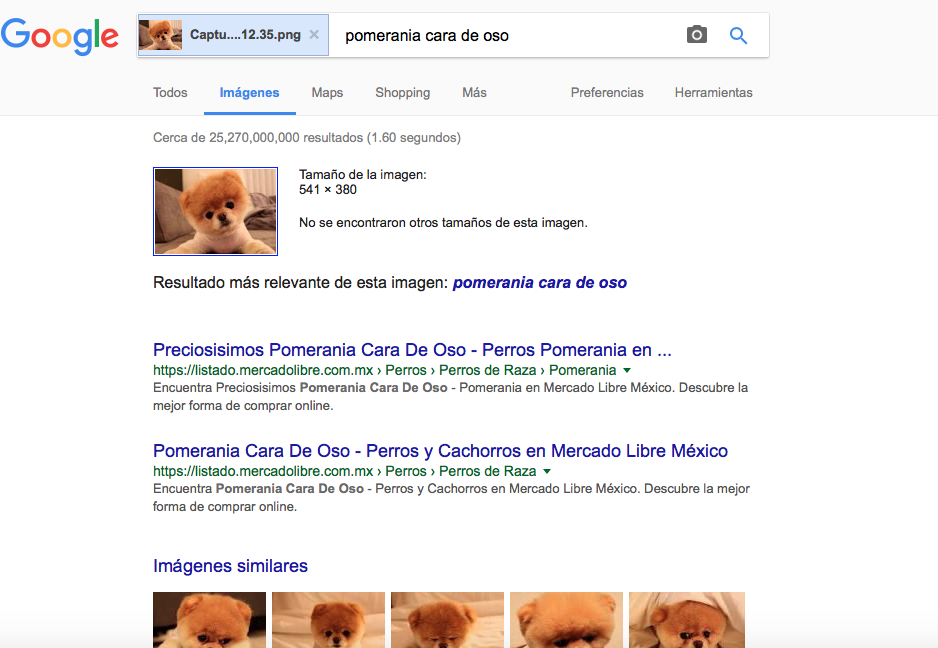 Google
Captu....12.35.png ×
pomerania cara de oso
Todos Imágenes Maps Shopping Más Preferencias Herramientas
Cerca de 25,270,000,000 resultados (1.60 segundos)
Tamaño de la imagen:
541 × 380
No se encontraron otros tamaños de esta imagen.
Resultado más relevante de esta imagen: pomerania cara de oso
Preciosisimos Pomerania Cara De Oso - Perros Pomerania en ...
https://listado.mercadolibre.com.mx › Perros › Perros de Raza › Pomerania
Encuentra Preciosisimos Pomerania Cara De Oso - Pomerania en Mercado Libre México. Descubre la
mejor forma de comprar online.
Pomerania Cara De Oso - Perros y Cachorros en Mercado Libre México
https://listado.mercadolibre.com.mx › Perros › Perros de Raza
Encuentra Pomerania Cara De Oso - Perros y Cachorros en Mercado Libre México. Descubre la mejor
forma de comprar online.
Imágenes similares